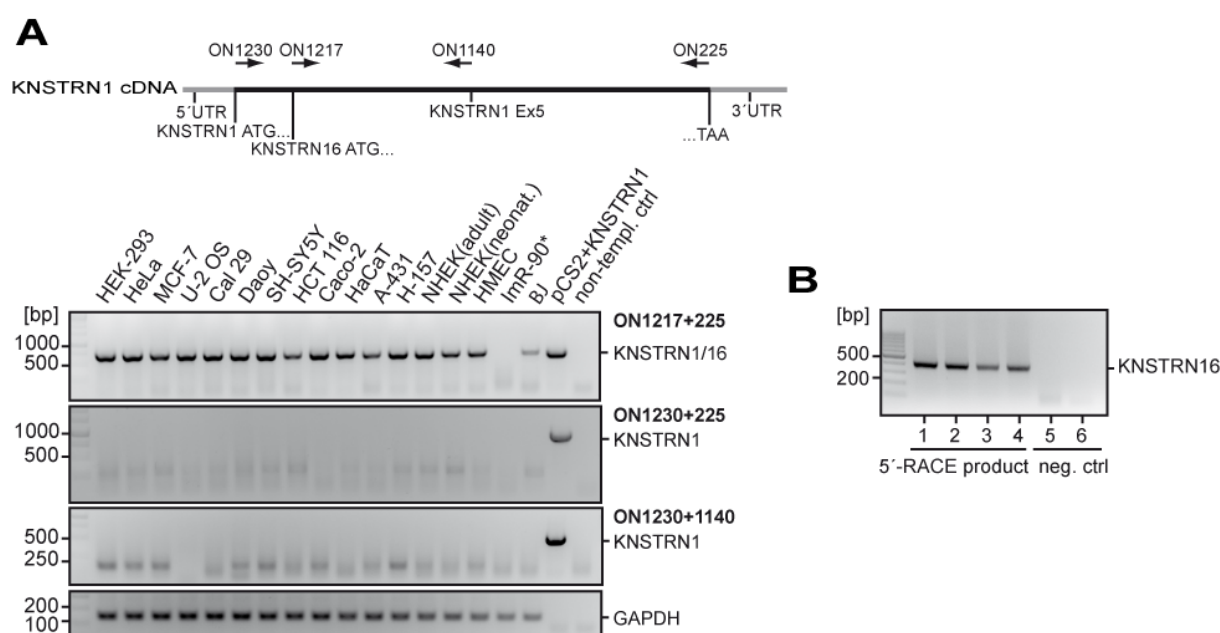 A
ON1230 ON1217 ON1140 ON225
KNSTRN1 cDNA
5´UTR KNSTRN1 Ex5 3´UTR
KNSTRN1 ATG... ...TAA
KNSTRN16 ATG...
HEK-293
HeLa
MCF-7
U-2 OS
Cal 29
Daoy
SH-SY5Y
HCT 116
Caco-2
HaCaT
A-431
H-157
NHEK(adult)
NHEK(neonat.)
HMEC
ImR-90*
BJ
pCS2+KNSTRN1
non-templ. ctrl
[bp]
1000
500
ON1217+225
KNSTRN1/16
1000
500
ON1230+225
KNSTRN1
500
250
ON1230+1140
KNSTRN1
200
100
GAPDH
B
[bp]
500
200
KNSTRN16
1 2 3 4 5 6
5´-RACE product neg. ctrl